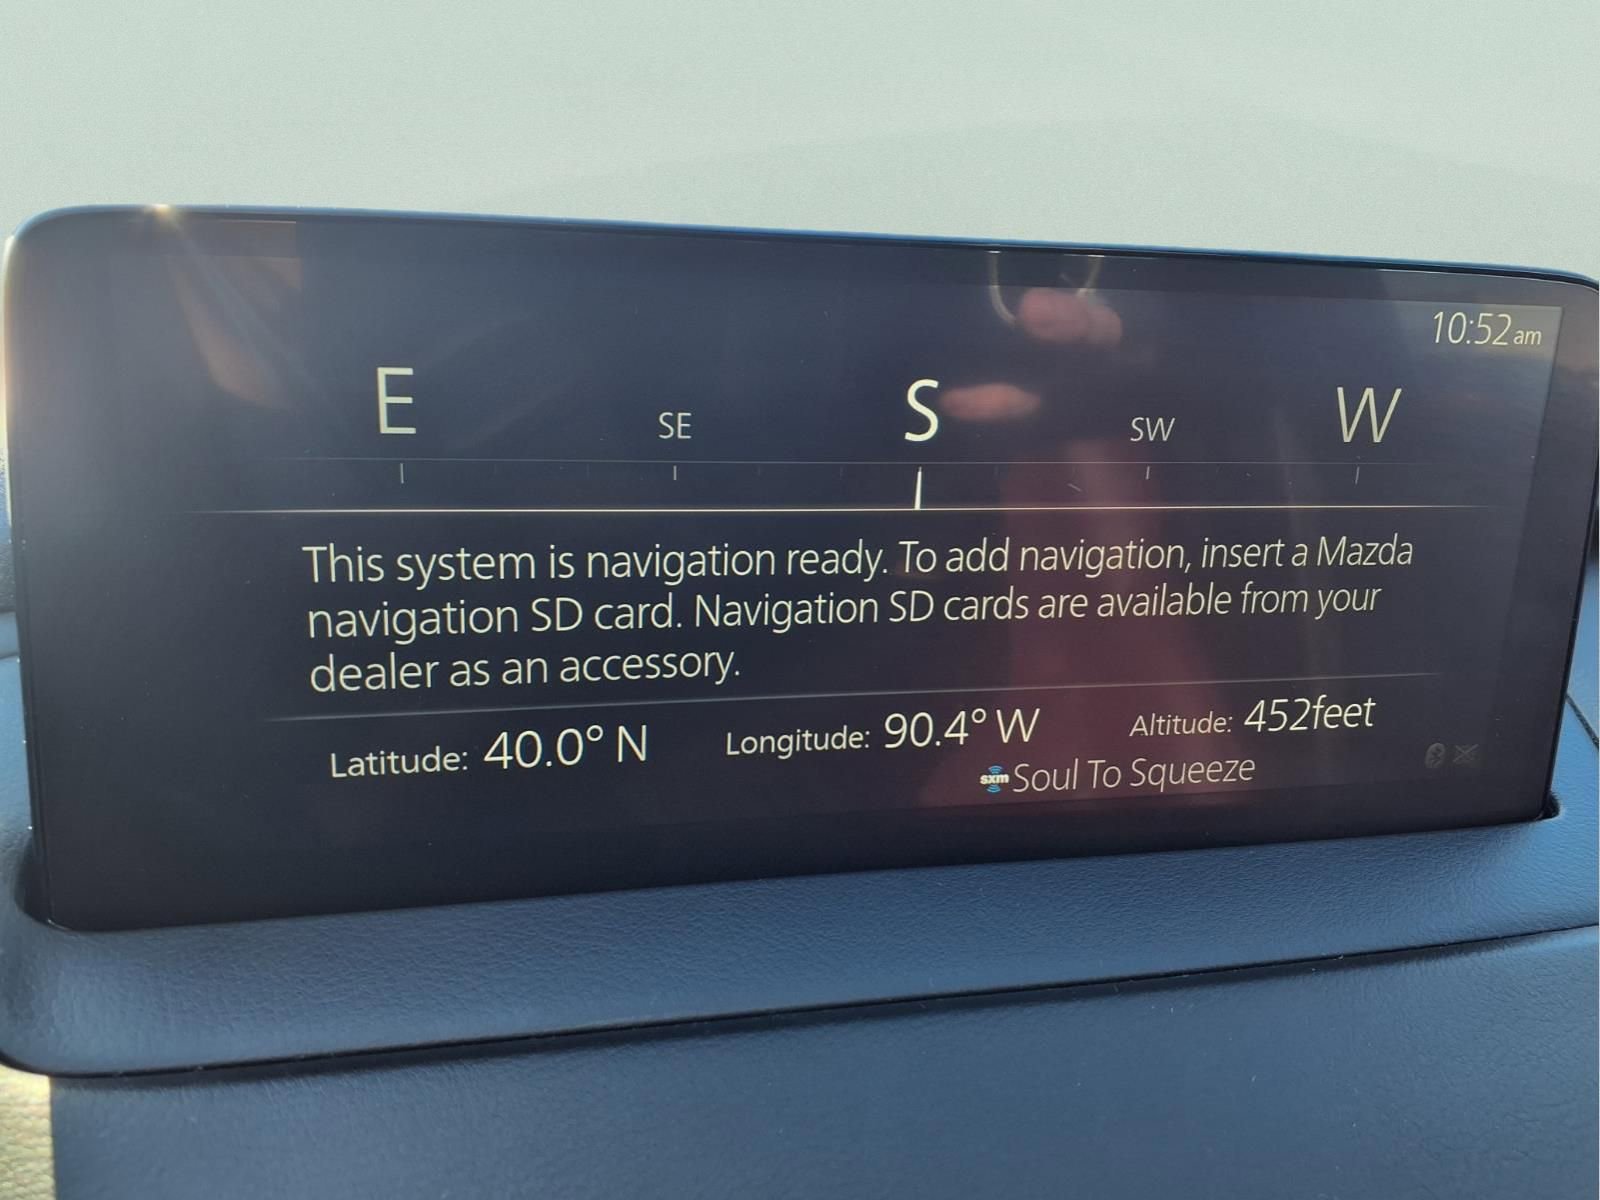 10:52am
E SE S SW W
This system is navigation ready. To add navigation, insert a Mazda
navigation SD card. Navigation SD cards are available from your
dealer as an accessory.
Latitude: 40.0° N Longitude: 90.4° W Altitude: 452feet
sxm Soul To Squeeze